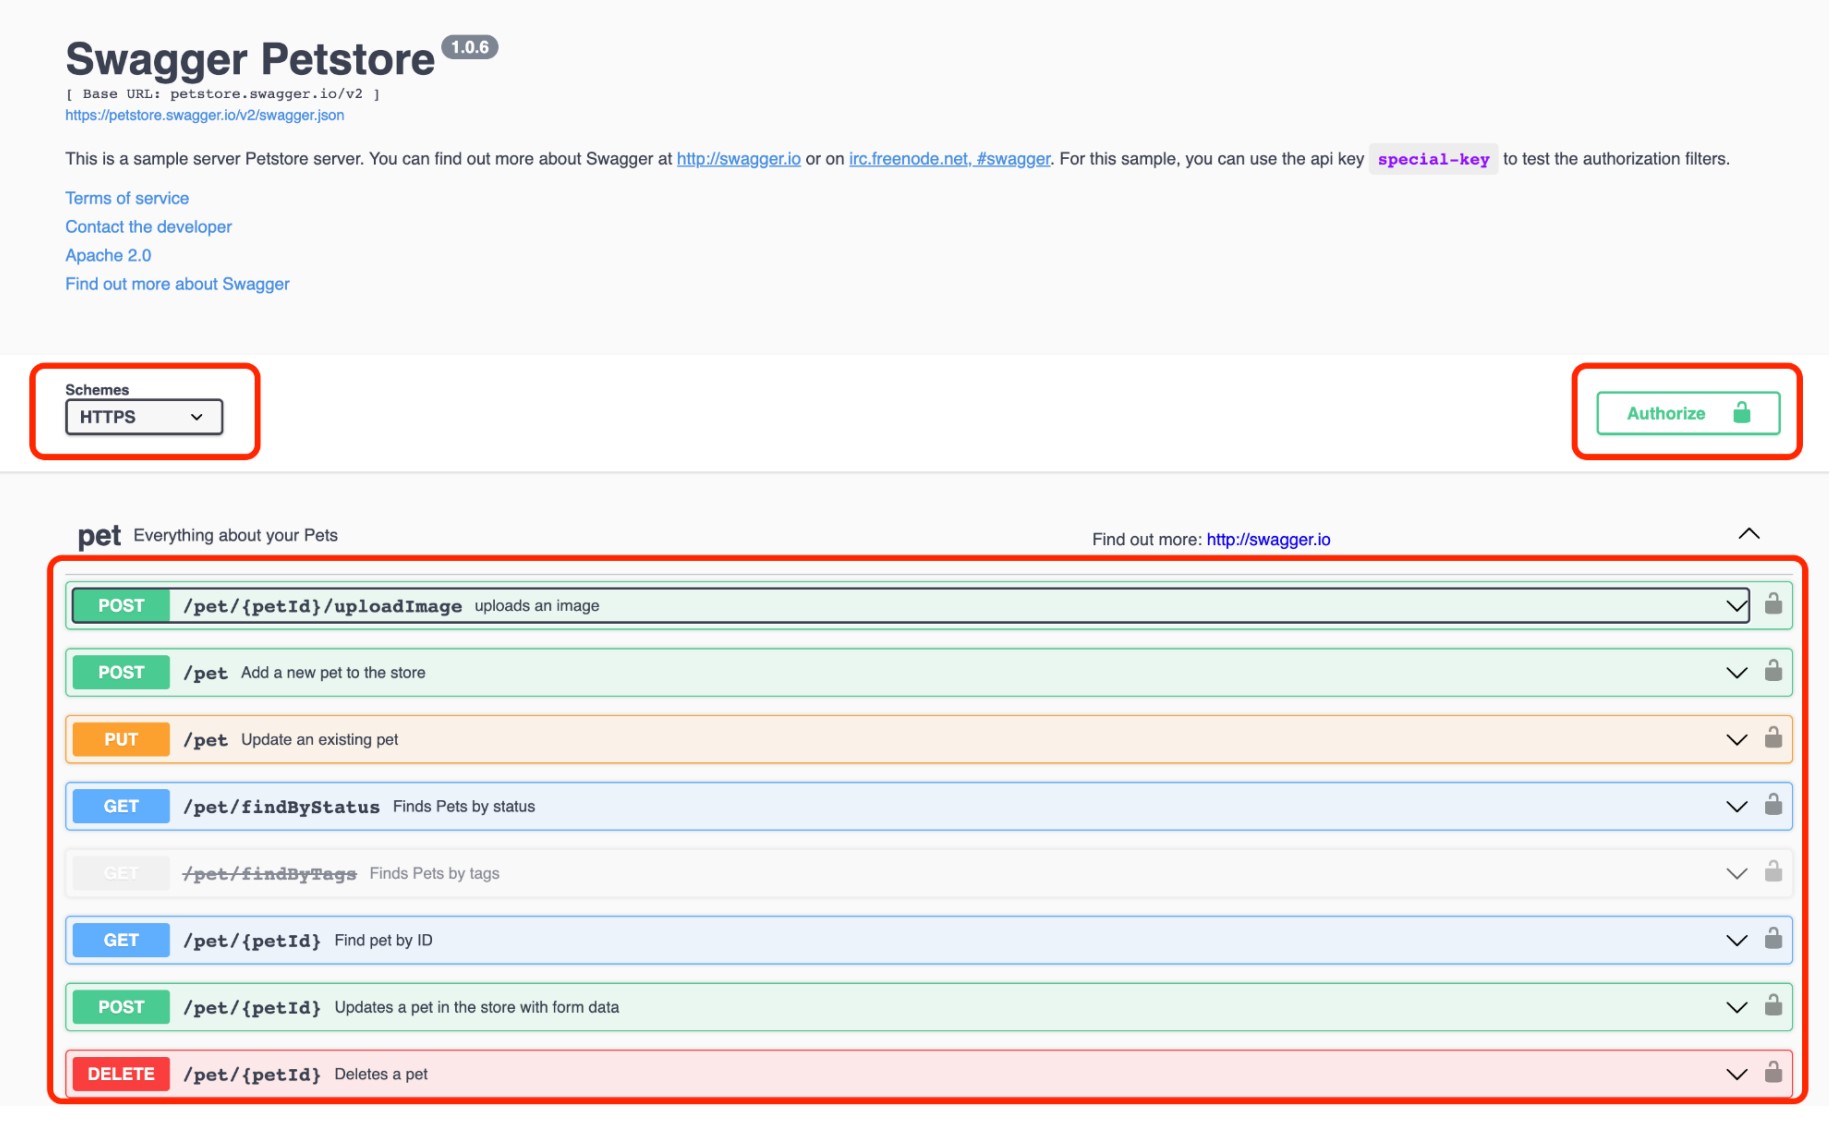 Swagger Petstore 1.0.6
[ Base URL: petstore.swagger.io/v2 ]
https://petstore.swagger.io/v2/swagger.json
This is a sample server Petstore server. You can find out more about Swagger at http://swagger.io or on irc.freenode.net, #swagger. For this sample, you can use the api key special-key to test the authorization filters.
Terms of service
Contact the developer
Apache 2.0
Find out more about Swagger
Schemes
HTTPS
Authorize
pet Everything about your Pets Find out more: http://swagger.io
POST /pet/{petId}/uploadImage uploads an image
POST /pet Add a new pet to the store
PUT /pet Update an existing pet
GET /pet/findByStatus Finds Pets by status
GET /pet/findByTags Finds Pets by tags
GET /pet/{petId} Find pet by ID
POST /pet/{petId} Updates a pet in the store with form data
DELETE /pet/{petId} Deletes a pet